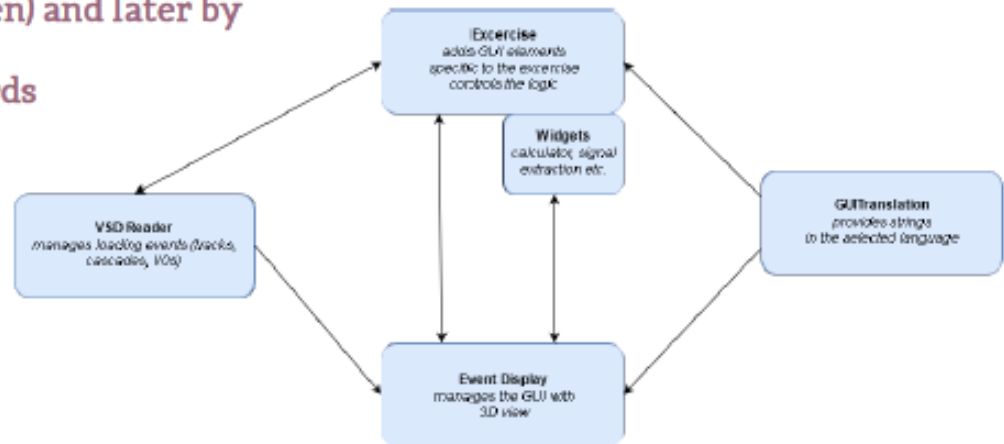 en) and later by
ds
Excercise
adds GUI elements
specific to the excercise
controls the logic
Widgets
calculator, signal
extraction etc.
VSD Reader
manages loading events (tracks,
cascades, V0s)
GUITranslation
provides strings
in the selected language
Event Display
manages the GUI with
3D view